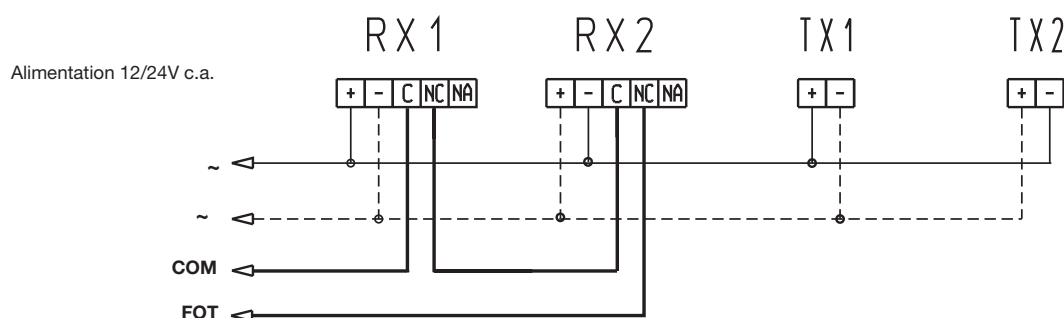 RX1 RX2 TX1 TX2
Alimentation 12/24V c.a.
+ - C NC NA + - C NC NA + - + -
~
~
COM
FOT